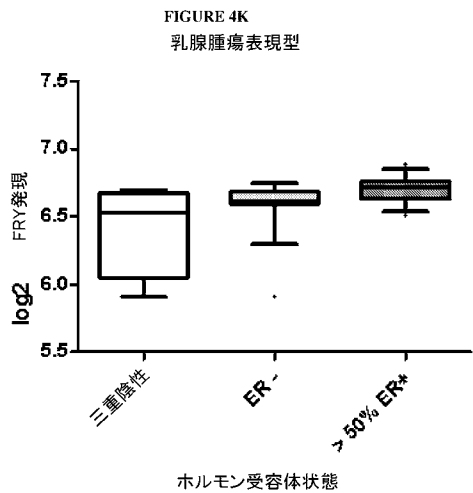 FIGURE 4K
乳腺腫瘍表現型
7.5
7.0
6.5
6.0
5.5
log2 FRY発現
三重陰性
ER -
> 50% ER+
ホルモン受容体状態